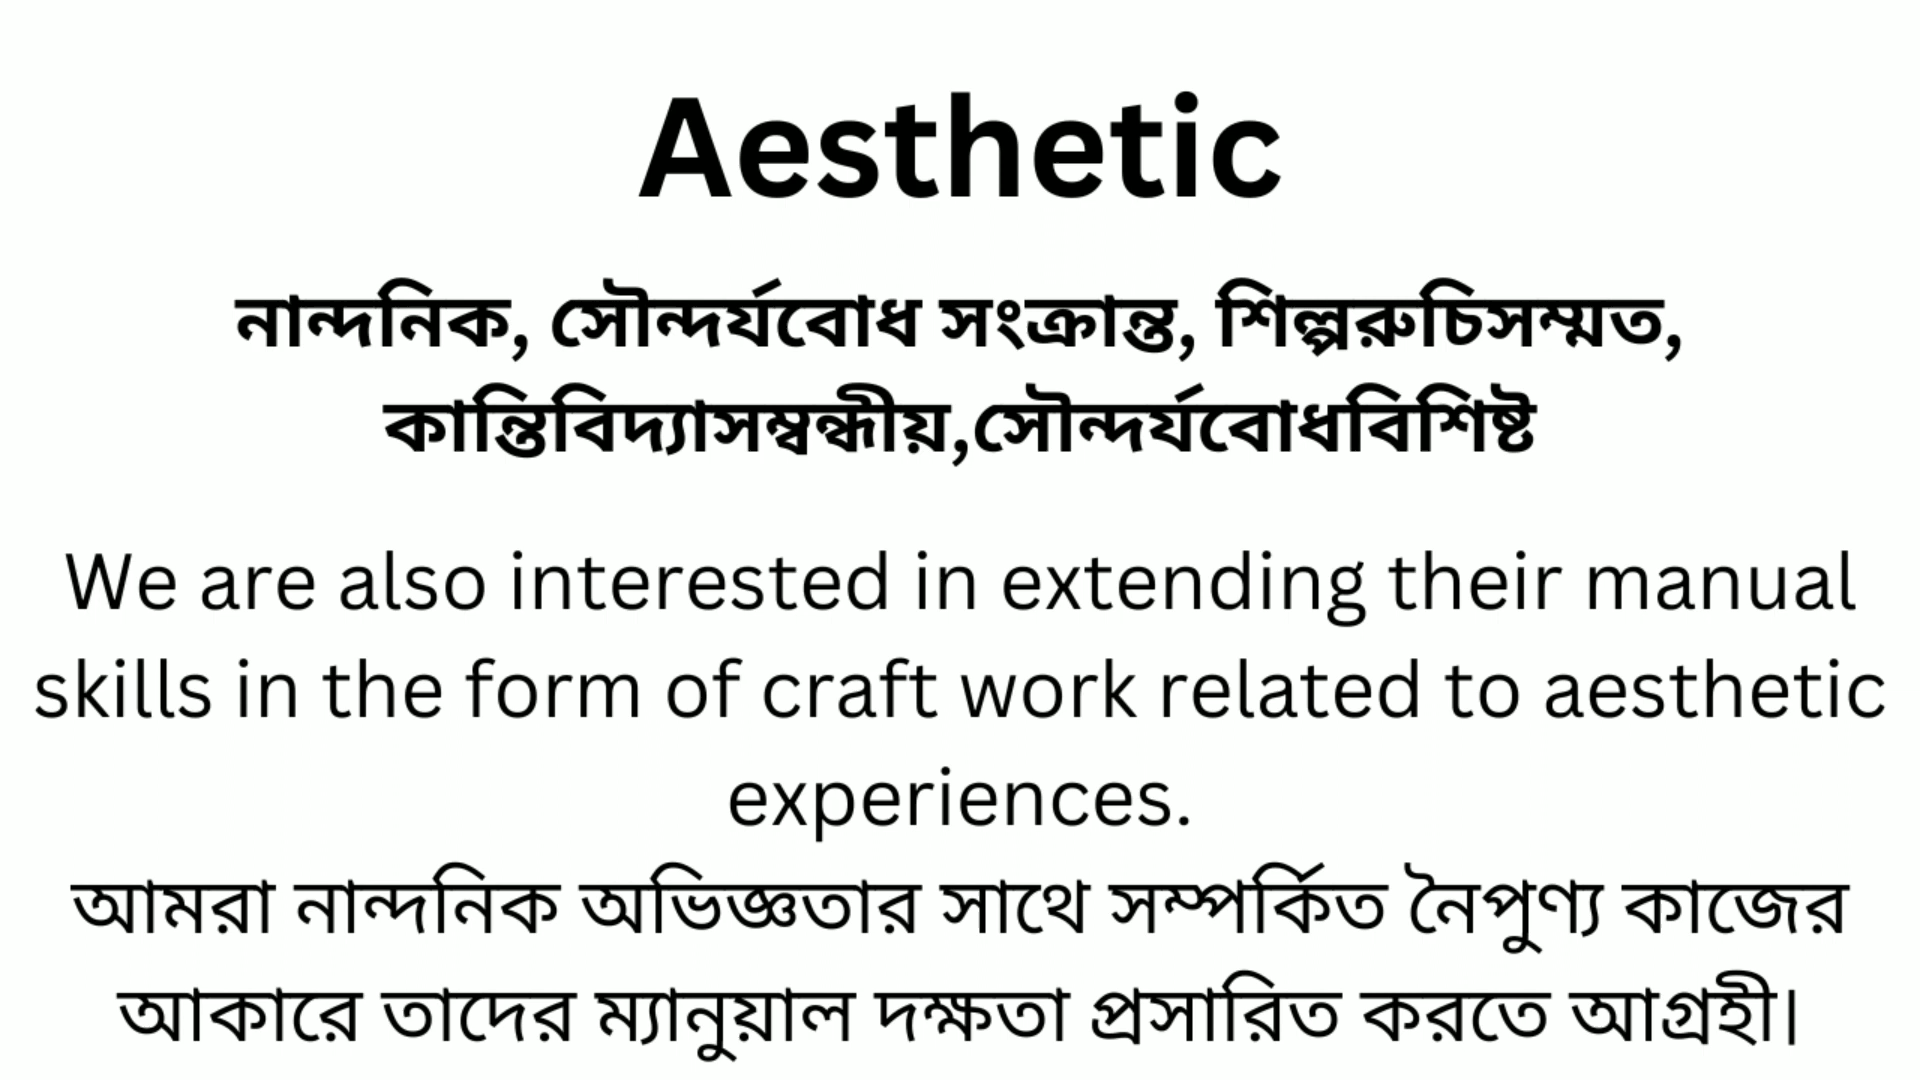 Aesthetic
নান্দনিক, সৌন্দর্যবোধ সংক্রান্ত, শিল্পরুচিসম্মত,
কান্তিবিদ্যাসম্বন্ধীয়,সৌন্দর্যবোধবিশিষ্ট
We are also interested in extending their manual
skills in the form of craft work related to aesthetic
experiences.
আমরা নান্দনিক অভিজ্ঞতার সাথে সম্পর্কিত নৈপুণ্য কাজের
আকারে তাদের ম্যানুয়াল দক্ষতা প্রসারিত করতে আগ্রহী।